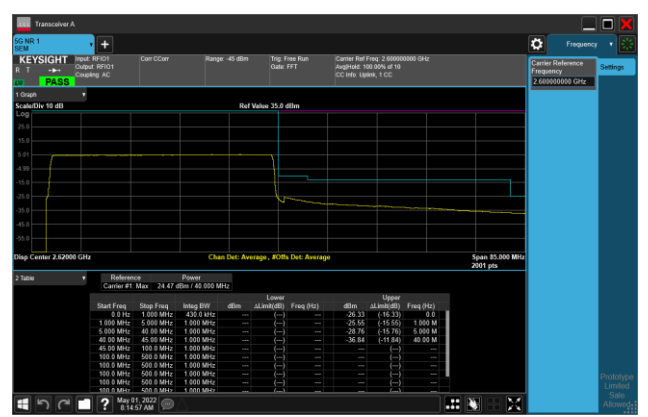 Transceiver A
5G NR 1
SEM
Frequency
KEYSIGHT
R T
PASS
Input: RFIO1
Output: RFIO1
Coupling: AC
Corr CCorr
Range: -45 dBm
Trig: Free Run
Gate: FFT
Carrier Ref Freq: 2.600000000 GHz
Avg|Hold: 100.00% of 10
CC Info: Uplink, 1 CC
Carrier Reference
Frequency
2.600000000 GHz
Settings
1 Graph
Scale/Div 10 dB
Ref Value 35.0 dBm
Log
25.0
15.0
5.01
-4.99
-15.0
-25.0
-35.0
-45.0
-55.0
Disp Center 2.62000 GHz
Chan Det: Average , #Offs Det: Average
Span 85.000 MHz
2001 pts
2 Table
Reference Power
Carrier #1 Max 24.47 dBm / 40.000 MHz
Lower Upper
Start Freq Stop Freq Integ BW dBm ΔLimit(dB) Freq (Hz) dBm ΔLimit(dB) Freq (Hz)
0.0 Hz 1.000 MHz 430.0 kHz --- (---) --- -26.33 (-16.33) 0.0
1.000 MHz 5.000 MHz 1.000 MHz --- (---) --- -25.55 (-15.55) 1.000 M
5.000 MHz 40.00 MHz 1.000 MHz --- (---) --- -28.76 (-15.76) 5.000 M
40.00 MHz 45.00 MHz 1.000 MHz --- (---) --- -36.84 (-11.84) 40.00 M
45.00 MHz 100.0 MHz 1.000 MHz --- (---) --- --- (---) ---
100.0 MHz 500.0 MHz 1.000 MHz --- (---) --- --- (---) ---
100.0 MHz 500.0 MHz 1.000 MHz --- (---) --- --- (---) ---
100.0 MHz 500.0 MHz 1.000 MHz --- (---) --- --- (---) ---
100.0 MHz 500.0 MHz 1.000 MHz --- (---) --- --- (---) ---
100.0 MHz 500.0 MHz 1.000 MHz --- (---) --- --- (---) ---
Prototype
Limited
Sale
Allowed
May 01, 2022
8:14:57 AM